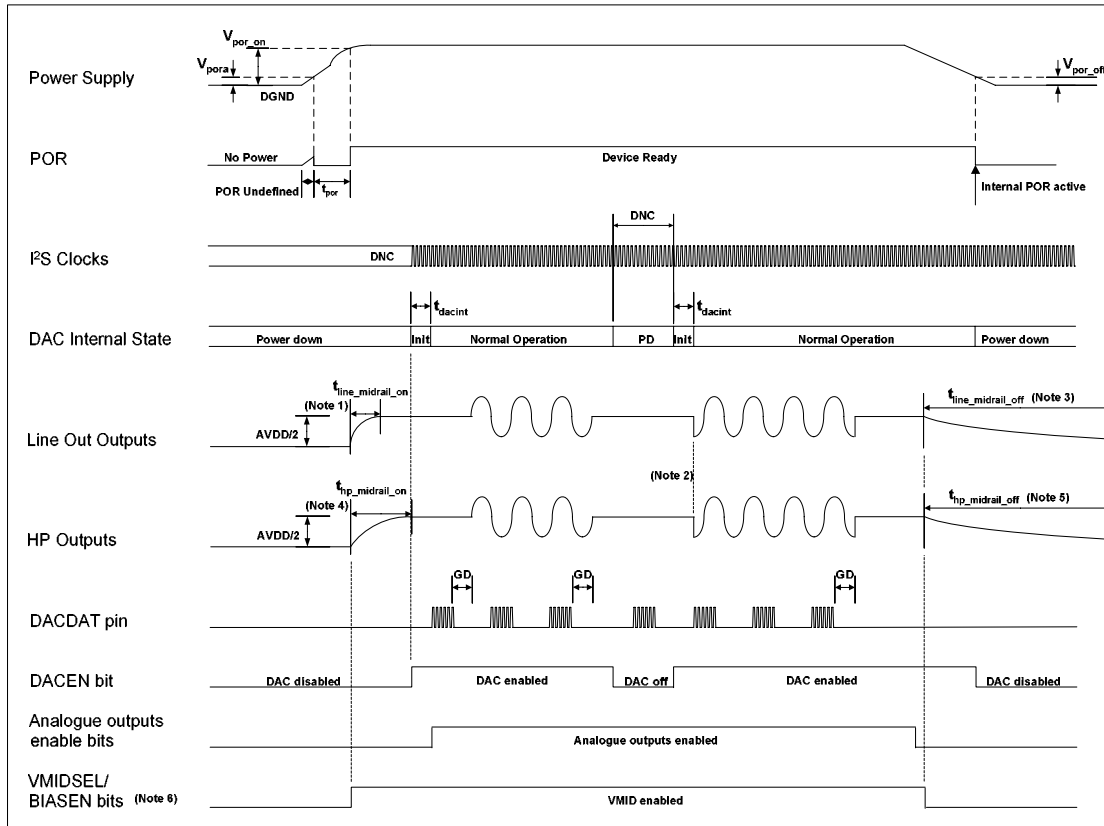 Vpor_on
Vpora
Power Supply
DGND
Vpor_off
POR
No Power
Device Ready
POR Undefined
tpor
Internal POR active
DNC
I²S Clocks
DNC
tdacint
tdacint
DAC Internal State
Power down
Init
Normal Operation
PD
Init
Normal Operation
Power down
tline_midrail_on
(Note 1)
tline_midrail_off (Note 3)
Line Out Outputs
AVDD/2
(Note 2)
thp_midrail_on
(Note 4)
thp_midrail_off (Note 5)
HP Outputs
AVDD/2
GD
GD
GD
DACDAT pin
DACEN bit
DAC disabled
DAC enabled
DAC off
DAC enabled
DAC disabled
Analogue outputs
enable bits
Analogue outputs enabled
VMIDSEL/
BIASEN bits (Note 6)
VMID enabled